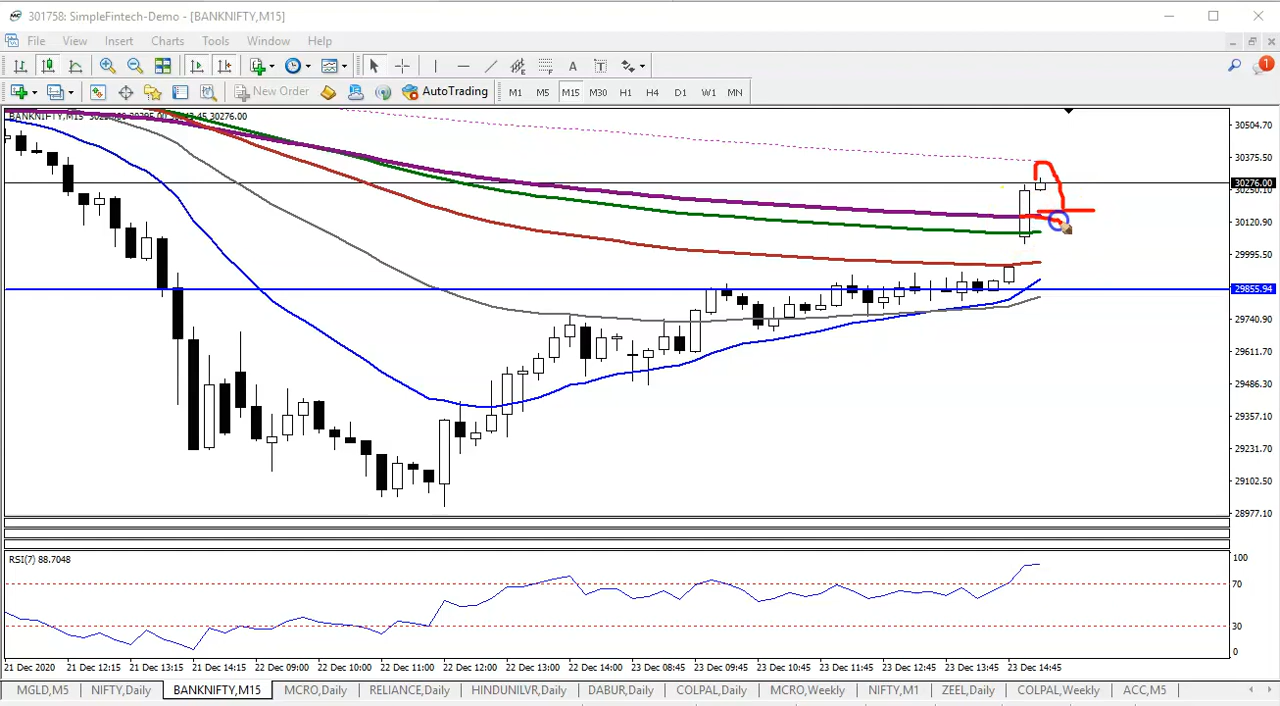 301758: SimpleFintech-Demo - [BANKNIFTY,M15]
File View Insert Charts Tools Window Help
1
New Order AutoTrading M1 M5 M15 M30 H1 H4 D1 W1 MN
BANKNIFTY,M15 30276.00
30504.70
30375.50
30276.00
30250.10
30120.90
29995.50
29855.94
29740.90
29611.70
29486.30
29357.10
29231.70
29102.50
28977.10
RSI(7) 88.7048
100
70
30
0
21 Dec 2020 21 Dec 12:15 21 Dec 13:15 21 Dec 14:15 22 Dec 09:00 22 Dec 10:00 22 Dec 11:00 22 Dec 12:00 22 Dec 13:00 22 Dec 14:00 23 Dec 08:45 23 Dec 09:45 23 Dec 10:45 23 Dec 11:45 23 Dec 12:45 23 Dec 13:45 23 Dec 14:45
MGLD,M5 NIFTY,Daily BANKNIFTY,M15 MCRO,Daily RELIANCE,Daily HINDUNILVR,Daily DABUR,Daily COLPAL,Daily MCRO,Weekly NIFTY,M1 ZEEL,Daily COLPAL,Weekly ACC,M5